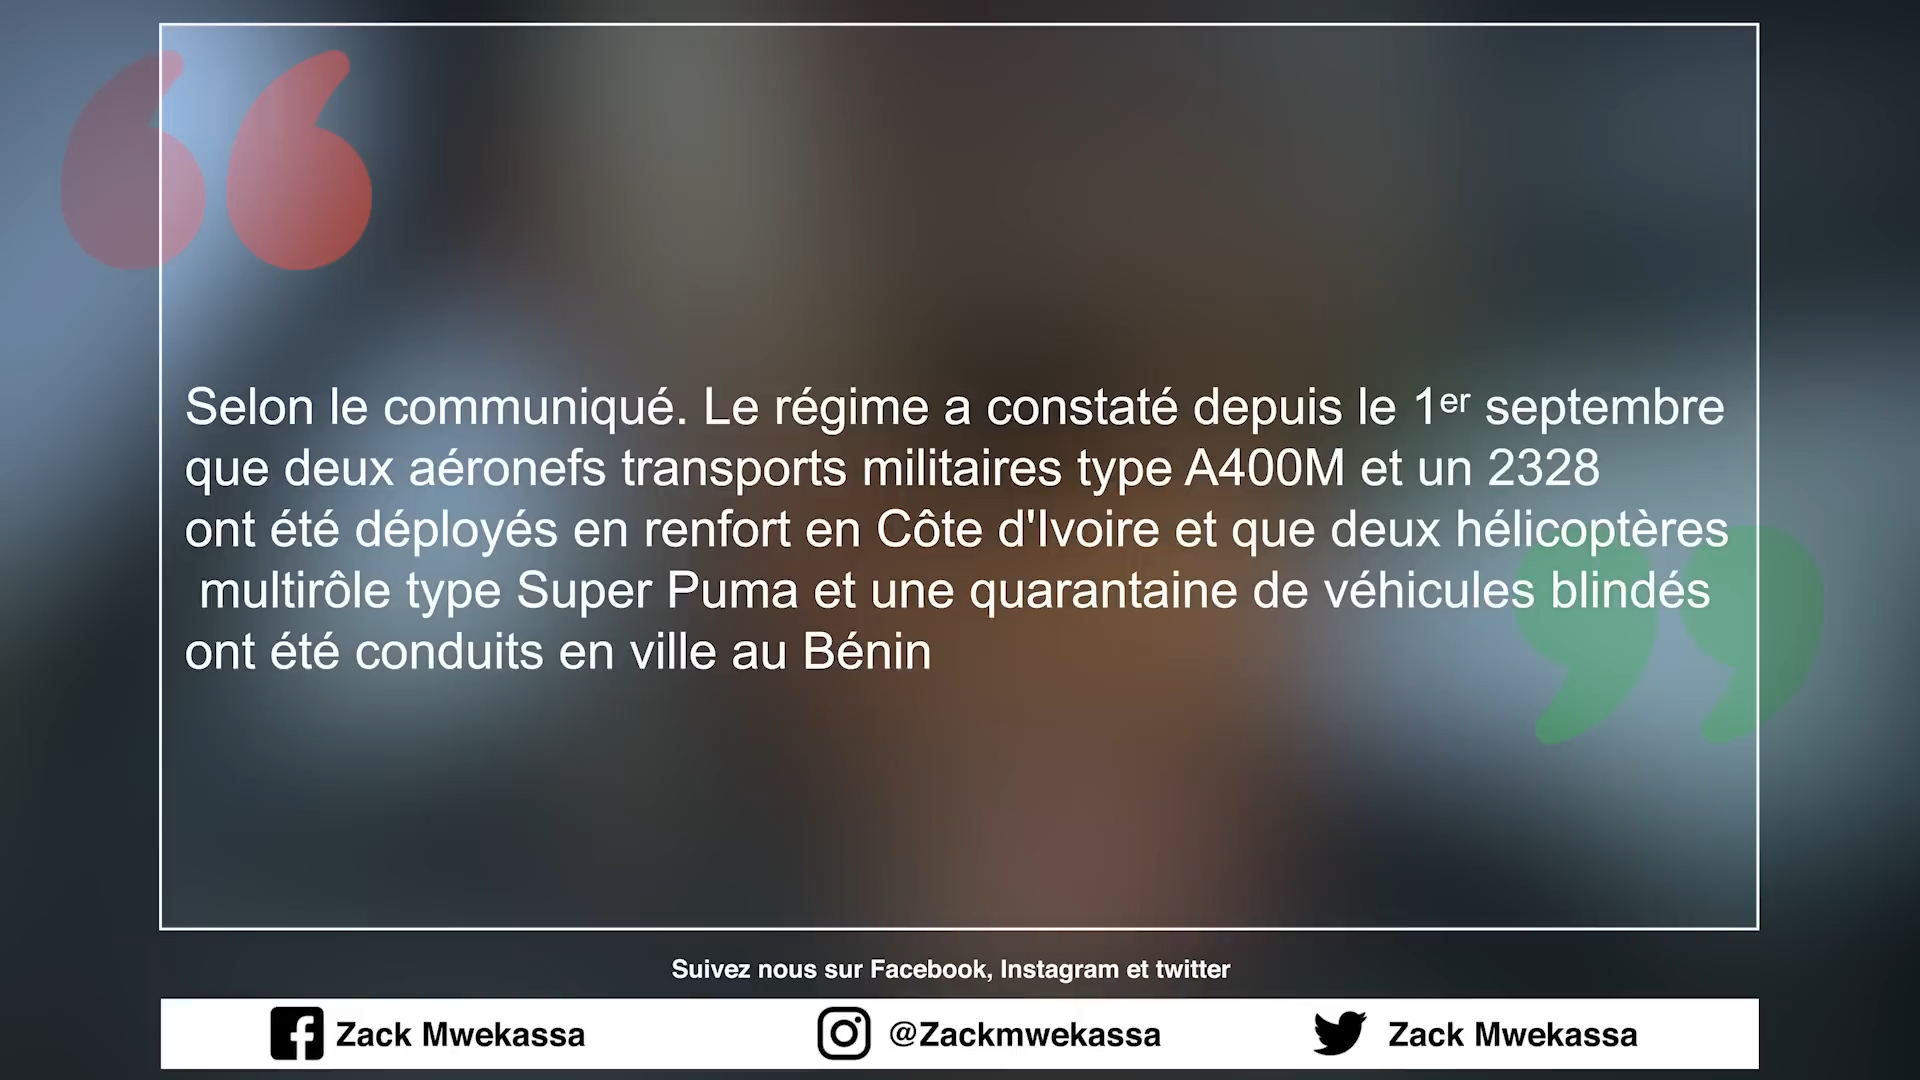 Selon le communiqué. Le régime a constaté depuis le 1er septembre
que deux aéronefs transports militaires type A400M et un 2328
ont été déployés en renfort en Côte d'Ivoire et que deux hélicoptères
multirôle type Super Puma et une quarantaine de véhicules blindés
ont été conduits en ville au Bénin
Suivez nous sur Facebook, Instagram et twitter
Zack Mwekassa
@Zackmwekassa
Zack Mwekassa